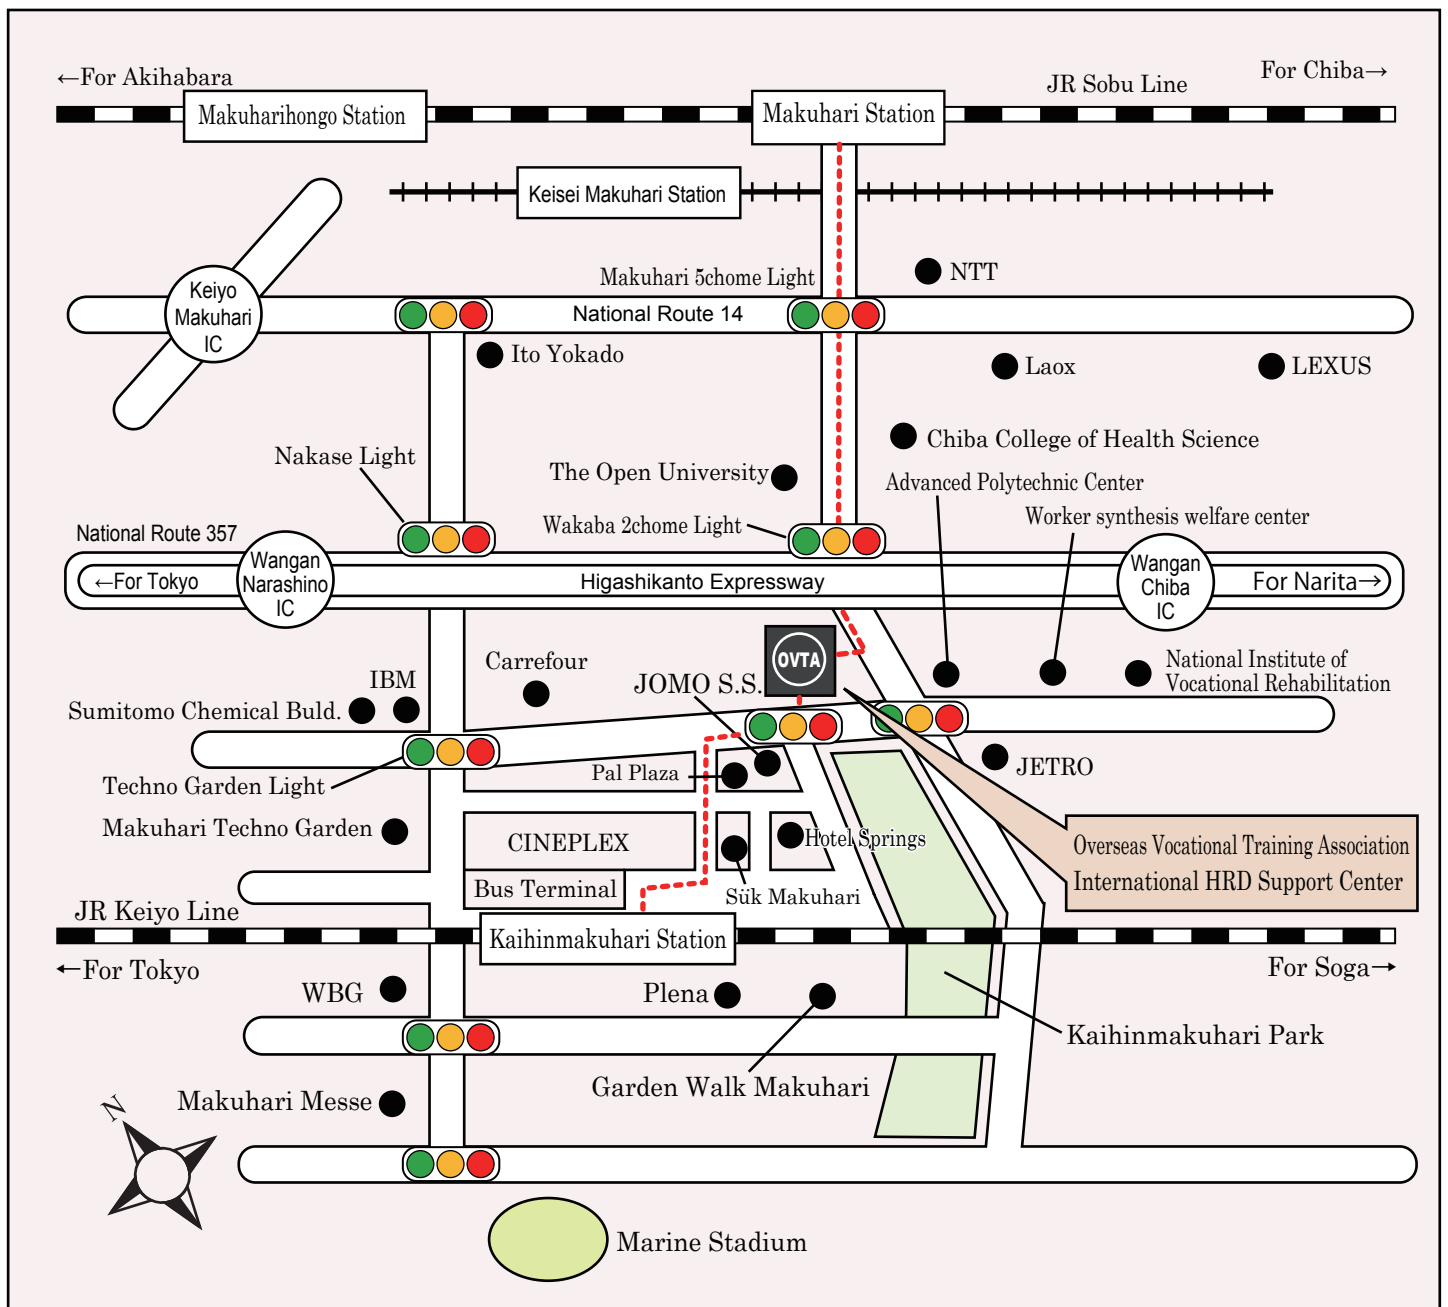 ←For Akihabara
JR Sobu Line
For Chiba→
Makuharihongo Station
Makuhari Station
Keisei Makuhari Station
Makuhari 5chome Light
NTT
Keiyo
Makuhari
IC
National Route 14
Ito Yokado
Laox
LEXUS
Nakase Light
The Open University
Chiba College of Health Science
Advanced Polytechnic Center
Worker synthesis welfare center
Wakaba 2chome Light
National Route 357
←For Tokyo
Wangan
Narashino
IC
Higashikanto Expressway
Wangan
Chiba
IC
For Narita→
OVTA
Carrefour
JOMO S.S.
IBM
Sumitomo Chemical Buld.
National Institute of
Vocational Rehabilitation
Techno Garden Light
Pal Plaza
JETRO
Makuhari Techno Garden
CINEPLEX
Hotel Springs
Overseas Vocational Training Association
International HRD Support Center
Bus Terminal
Sük Makuhari
JR Keiyo Line
Kaihinmakuhari Station
←For Tokyo
For Soga→
WBG
Plena
Kaihinmakuhari Park
Garden Walk Makuhari
Makuhari Messe
N
Marine Stadium